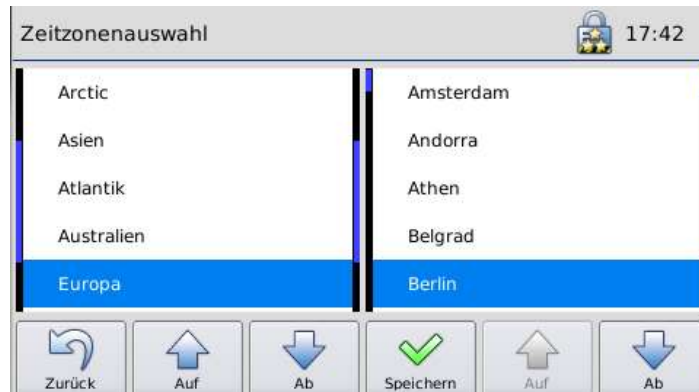 Zeitzonenauswahl 17:42
Arctic
Asien
Atlantik
Australien
Europa
Amsterdam
Andorra
Athen
Belgrad
Berlin
Zurück Auf Ab Speichern Auf Ab